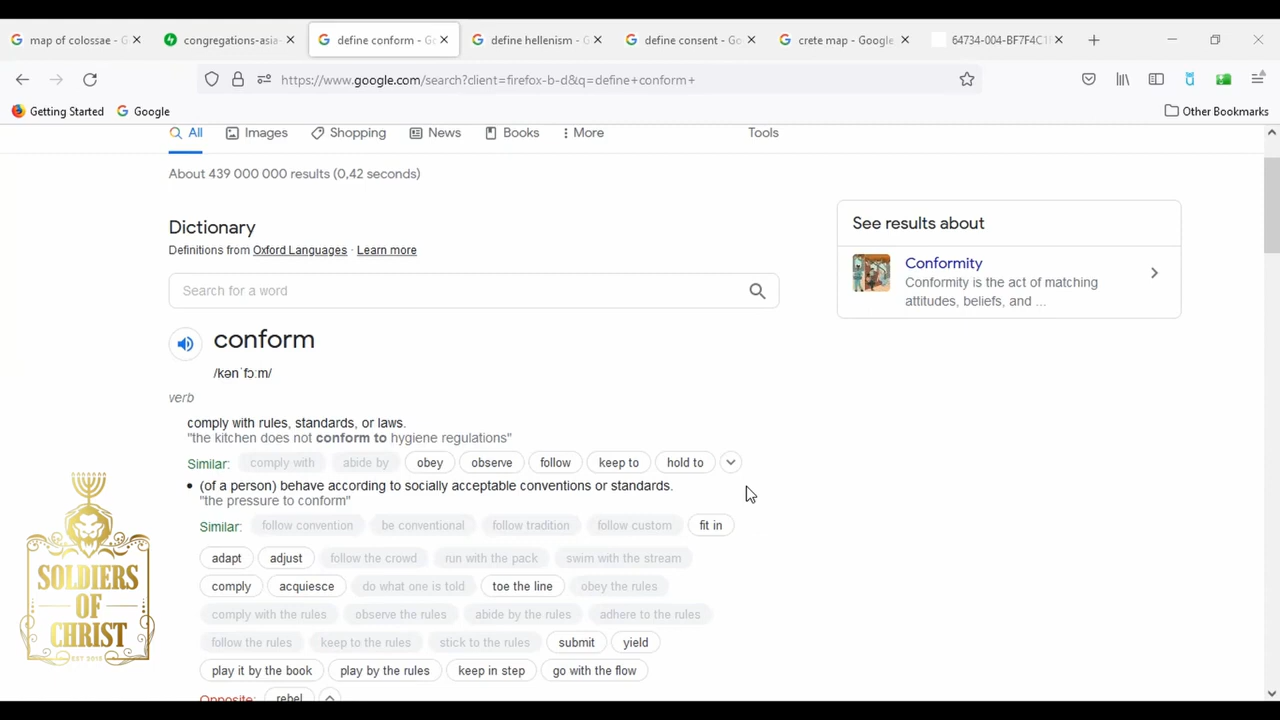 map of colossae - G
congregations-asia-
define conform - Go
define hellenism - G
define consent - Go
crete map - Google
64734-004-BF7F4C1
https://www.google.com/search?client=firefox-b-d&q=define+conform+
Getting Started
Google
Other Bookmarks
All
Images
Shopping
News
Books
More
Tools
About 439 000 000 results (0,42 seconds)
Dictionary
Definitions from Oxford Languages · Learn more
Search for a word
See results about
Conformity
Conformity is the act of matching
attitudes, beliefs, and ...
conform
/kənˈfɔːm/
verb
comply with rules, standards, or laws.
"the kitchen does not conform to hygiene regulations"
Similar: comply with abide by obey observe follow keep to hold to
• (of a person) behave according to socially acceptable conventions or standards.
"the pressure to conform"
Similar: follow convention be conventional follow tradition follow custom fit in
adapt adjust follow the crowd run with the pack swim with the stream
comply acquiesce do what one is told toe the line obey the rules
comply with the rules observe the rules abide by the rules adhere to the rules
follow the rules keep to the rules stick to the rules submit yield
play it by the book play by the rules keep in step go with the flow
Opposite: rebel
SOLDIERS
OF
CHRIST